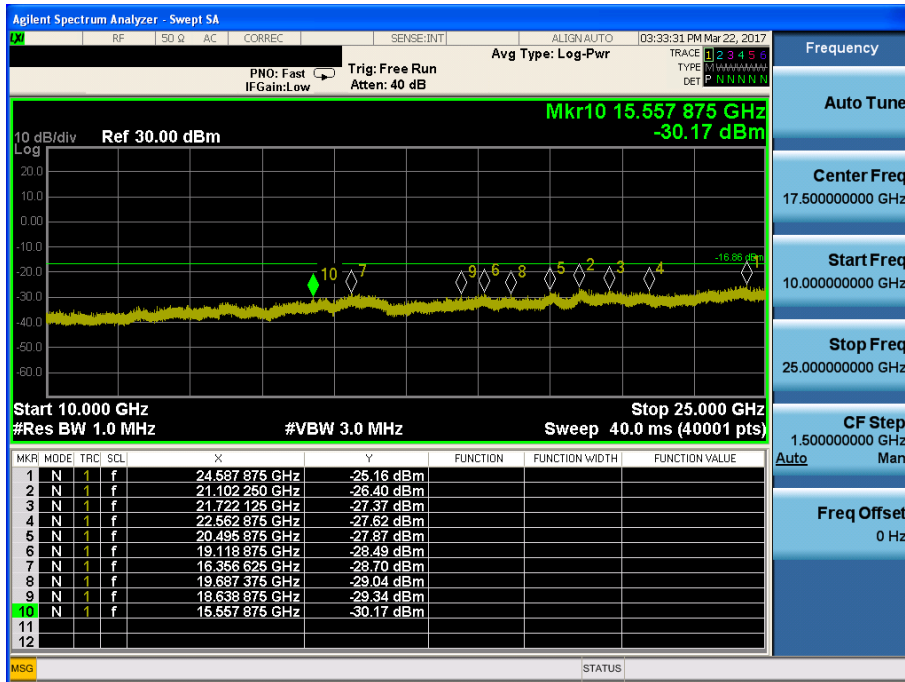 Agilent Spectrum Analyzer - Swept SA
LXI RF 50 Ω AC CORREC SENSE:INT ALIGN AUTO 03:33:31 PM Mar 22, 2017
Avg Type: Log-Pwr
TRACE 1 2 3 4 5 6
TYPE M WWWWW
DET P N N N N N
PNO: Fast
IFGain:Low
Trig: Free Run
Atten: 40 dB
Mkr10 15.557 875 GHz
-30.17 dBm
10 dB/div Ref 30.00 dBm
Log
20.0
10.0
0.00
-10.0
-20.0
-30.0
-40.0
-50.0
-60.0
-16.86 dBm
10 7 9 6 8 5 2 3 4 1
Start 10.000 GHz Stop 25.000 GHz
#Res BW 1.0 MHz #VBW 3.0 MHz Sweep 40.0 ms (40001 pts)
MKR MODE TRC SCL X Y FUNCTION FUNCTION WIDTH FUNCTION VALUE
1 N 1 f 24.587 875 GHz -25.16 dBm
2 N 1 f 21.102 250 GHz -26.40 dBm
3 N 1 f 21.722 125 GHz -27.37 dBm
4 N 1 f 22.562 875 GHz -27.62 dBm
5 N 1 f 20.495 875 GHz -27.87 dBm
6 N 1 f 19.118 875 GHz -28.49 dBm
7 N 1 f 16.356 625 GHz -28.70 dBm
8 N 1 f 19.687 375 GHz -29.04 dBm
9 N 1 f 18.638 875 GHz -29.34 dBm
10 N 1 f 15.557 875 GHz -30.17 dBm
11
12
MSG STATUS
Frequency
Auto Tune
Center Freq
17.500000000 GHz
Start Freq
10.000000000 GHz
Stop Freq
25.000000000 GHz
CF Step
1.500000000 GHz
Auto Man
Freq Offset
0 Hz